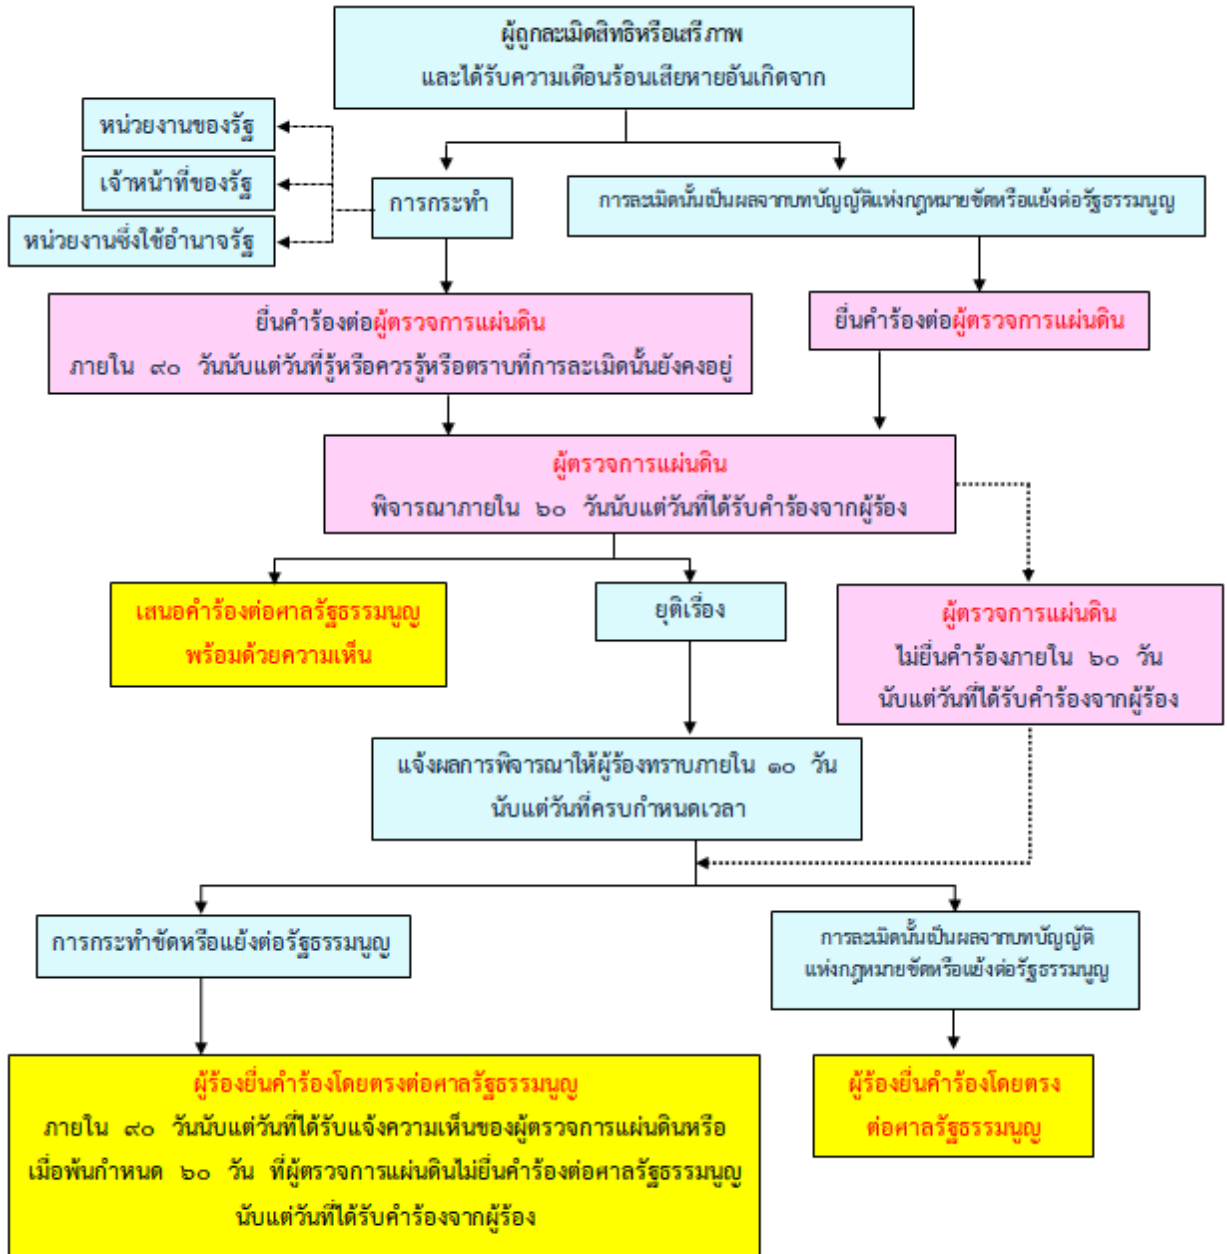 ผู้ถูกละเมิดสิทธิหรือเสรีภาพ
และได้รับความเดือนร้อนเสียหายอันเกิดจาก
หน่วยงานของรัฐ
เจ้าหน้าที่ของรัฐ
หน่วยงานซึ่งใช้อำนาจรัฐ
การกระทำ
การละเมิดนั้นเป็นผลจากบทบัญญัติแห่งกฎหมายขัดหรือแย้งต่อรัฐธรรมนูญ
ยื่นคำร้องต่อผู้ตรวจการแผ่นดิน
ภายใน ๙๐ วันนับแต่วันที่รู้หรือควรรู้หรือตราบที่การละเมิดนั้นยังคงอยู่
ยื่นคำร้องต่อผู้ตรวจการแผ่นดิน
ผู้ตรวจการแผ่นดิน
พิจารณาภายใน ๖๐ วันนับแต่วันที่ได้รับคำร้องจากผู้ร้อง
เสนอคำร้องต่อศาลรัฐธรรมนูญ
พร้อมด้วยความเห็น
ยุติเรื่อง
ผู้ตรวจการแผ่นดิน
ไม่ยื่นคำร้องภายใน ๖๐ วัน
นับแต่วันที่ได้รับคำร้องจากผู้ร้อง
แจ้งผลการพิจารณาให้ผู้ร้องทราบภายใน ๑๐ วัน
นับแต่วันที่ครบกำหนดเวลา
การกระทำขัดหรือแย้งต่อรัฐธรรมนูญ
การละเมิดนั้นเป็นผลจากบทบัญญัติ
แห่งกฎหมายขัดหรือแย้งต่อรัฐธรรมนูญ
ผู้ร้องยื่นคำร้องโดยตรงต่อศาลรัฐธรรมนูญ
ภายใน ๙๐ วันนับแต่วันที่ได้รับแจ้งความเห็นของผู้ตรวจการแผ่นดินหรือ
เมื่อพ้นกำหนด ๖๐ วัน ที่ผู้ตรวจการแผ่นดินไม่ยื่นคำร้องต่อศาลรัฐธรรมนูญ
นับแต่วันที่ได้รับคำร้องจากผู้ร้อง
ผู้ร้องยื่นคำร้องโดยตรง
ต่อศาลรัฐธรรมนูญ